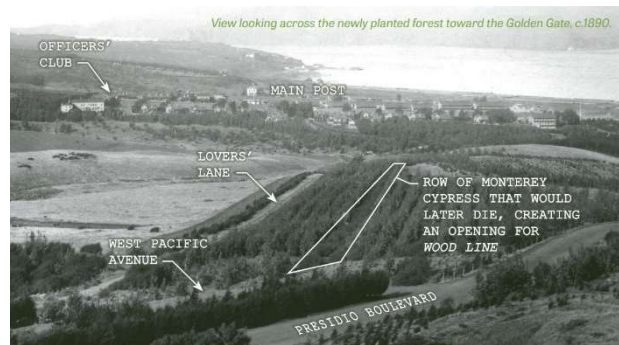 View looking across the newly planted forest toward the Golden Gate, c.1890.
OFFICERS'
CLUB
MAIN POST
LOVERS'
LANE
ROW OF MONTEREY
CYPRESS THAT WOULD
LATER DIE, CREATING
AN OPENING FOR
WOOD LINE
WEST PACIFIC
AVENUE
PRESIDIO BOULEVARD